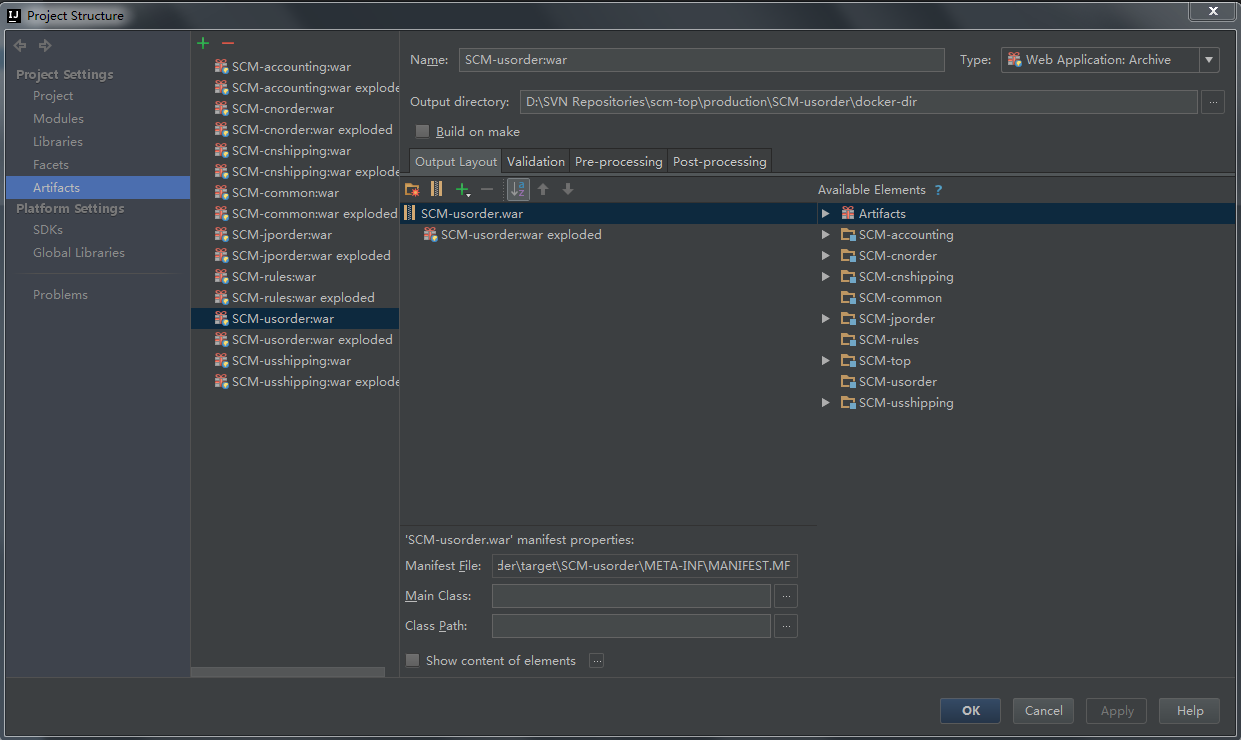 Project Structure
Project Settings
Project
Modules
Libraries
Facets
Artifacts
Platform Settings
SDKs
Global Libraries
Problems
SCM-accounting:war
SCM-accounting:war explode
SCM-cnorder:war
SCM-cnorder:war exploded
SCM-cnshipping:war
SCM-cnshipping:war explode
SCM-common:war
SCM-common:war exploded
SCM-jporder:war
SCM-jporder:war exploded
SCM-rules:war
SCM-rules:war exploded
SCM-usorder:war
SCM-usorder:war exploded
SCM-usshipping:war
SCM-usshipping:war explode
Name: SCM-usorder:war Type: Web Application: Archive
Output directory: D:\SVN Repositories\scm-top\production\SCM-usorder\docker-dir ...
Build on make
Output Layout Validation Pre-processing Post-processing
Available Elements ?
SCM-usorder.war
SCM-usorder:war exploded
Artifacts
SCM-accounting
SCM-cnorder
SCM-cnshipping
SCM-common
SCM-jporder
SCM-rules
SCM-top
SCM-usorder
SCM-usshipping
'SCM-usorder.war' manifest properties:
Manifest File: der\target\SCM-usorder\META-INF\MANIFEST.MF
Main Class: ...
Class Path: ...
Show content of elements ...
OK Cancel Apply Help